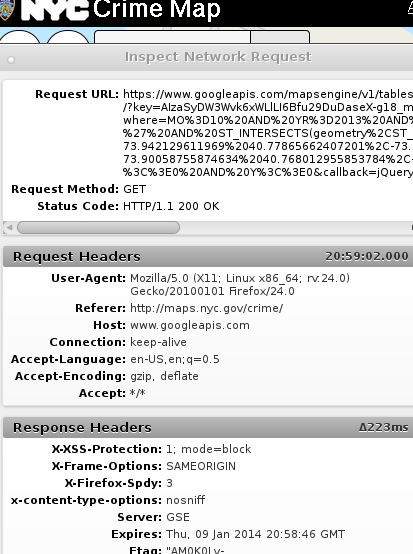 NYC Crime Map
Inspect Network Request
Request URL: https://www.googleapis.com/mapsengine/v1/tables
/?key=AIzaSyDW3Wvk6xWLlLI6Bfu29DuDaseX-g18_m
where=MO%3D10%20AND%20YR%3D2013%20AND
%27%20AND%20ST_INTERSECTS(geometry%2CST_
73.942129611969%2040.77865662407201%2C-73.
73.90058755874634%2040.768012955853784%2C-
%3C%3E0%20AND%20Y%3C%3E0&callback=jQuery
Request Method: GET
Status Code: HTTP/1.1 200 OK
Request Headers 20:59:02.000
User-Agent: Mozilla/5.0 (X11; Linux x86_64; rv:24.0)
Gecko/20100101 Firefox/24.0
Referer: http://maps.nyc.gov/crime/
Host: www.googleapis.com
Connection: keep-alive
Accept-Language: en-US,en;q=0.5
Accept-Encoding: gzip, deflate
Accept: */*
Response Headers Δ223ms
X-XSS-Protection: 1; mode=block
X-Frame-Options: SAMEORIGIN
X-Firefox-Spdy: 3
x-content-type-options: nosniff
Server: GSE
Expires: Thu, 09 Jan 2014 20:58:46 GMT
Etag: "AM0K0Lv-